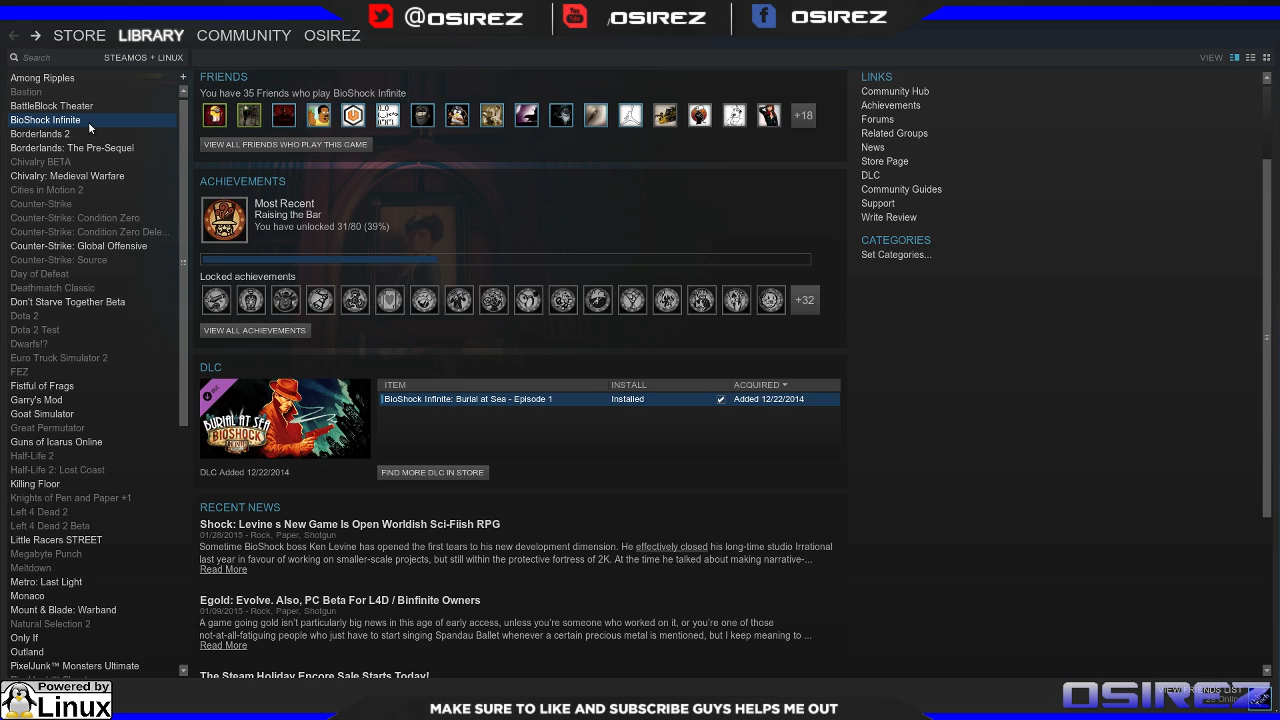 @OSIREZ
/OSIREZ
OSIREZ
STORE LIBRARY COMMUNITY OSIREZ
Search
STEAMOS + LINUX
VIEW
Among Ripples
Bastion
BattleBlock Theater
BioShock Infinite
Borderlands 2
Borderlands: The Pre-Sequel
Chivalry BETA
Chivalry: Medieval Warfare
Cities in Motion 2
Counter-Strike
Counter-Strike: Condition Zero
Counter-Strike: Condition Zero Dele...
Counter-Strike: Global Offensive
Counter-Strike: Source
Day of Defeat
Deathmatch Classic
Don't Starve Together Beta
Dota 2
Dota 2 Test
Dwarfs!?
Euro Truck Simulator 2
FEZ
Fistful of Frags
Garry's Mod
Goat Simulator
Great Permutator
Guns of Icarus Online
Half-Life 2
Half-Life 2: Lost Coast
Killing Floor
Knights of Pen and Paper +1
Left 4 Dead 2
Left 4 Dead 2 Beta
Little Racers STREET
Megabyte Punch
Meltdown
Metro: Last Light
Monaco
Mount & Blade: Warband
Natural Selection 2
Only If
Outland
PixelJunk™ Monsters Ultimate
FRIENDS
You have 35 Friends who play BioShock Infinite
+18
VIEW ALL FRIENDS WHO PLAY THIS GAME
ACHIEVEMENTS
Most Recent
Raising the Bar
You have unlocked 31/80 (39%)
Locked achievements
+32
VIEW ALL ACHIEVEMENTS
DLC
DLC
BURIAL AT SEA
BIOSHOCK
INFINITE
DLC Added 12/22/2014
ITEM INSTALL ACQUIRED
BioShock Infinite: Burial at Sea - Episode 1 Installed Added 12/22/2014
FIND MORE DLC IN STORE
RECENT NEWS
Shock: Levine s New Game Is Open Worldish Sci-Fiish RPG
01/28/2015 - Rock, Paper, Shotgun
Sometime BioShock boss Ken Levine has opened the first tears to his new development dimension. He effectively closed his long-time studio Irrational
last year in favour of working on smaller-scale projects, but still within the protective fortress of 2K. At the time he talked about making narrative-...
Read More
Egold: Evolve. Also, PC Beta For L4D / Binfinite Owners
01/09/2015 - Rock, Paper, Shotgun
A game going gold isn't particularly big news in this age of early access, unless you're someone who worked on it, or you're one of those
not-at-all-fatiguing people who just have to start singing Spandau Ballet whenever a certain precious metal is mentioned, but I keep meaning to ...
Read More
The Steam Holiday Encore Sale Starts Today!
LINKS
Community Hub
Achievements
Forums
Related Groups
News
Store Page
DLC
Community Guides
Support
Write Review
CATEGORIES
Set Categories...
Powered by
Linux
MAKE SURE TO LIKE AND SUBSCRIBE GUYS HELPS ME OUT
OSIREZ
VIEW FRIENDS LIST